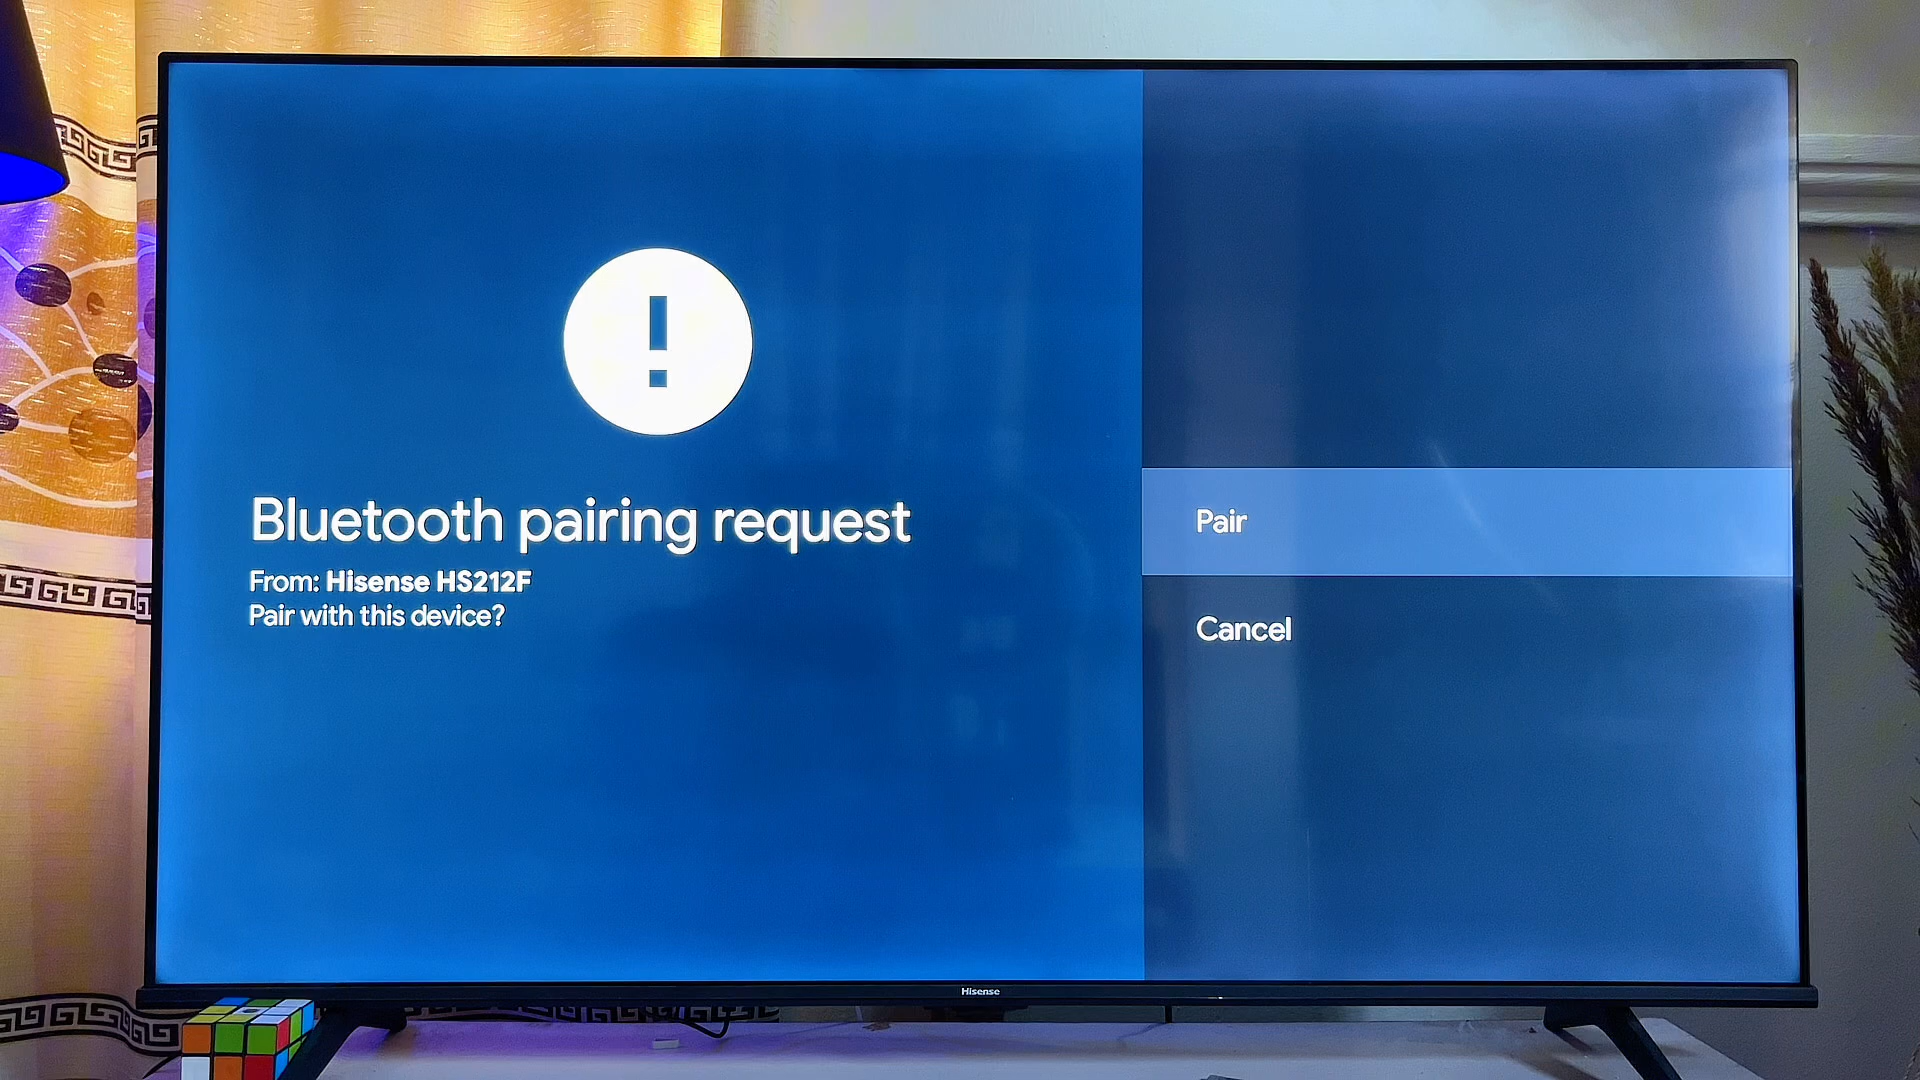 Bluetooth pairing request
From: Hisense HS212F
Pair with this device?
Pair
Cancel
Hisense